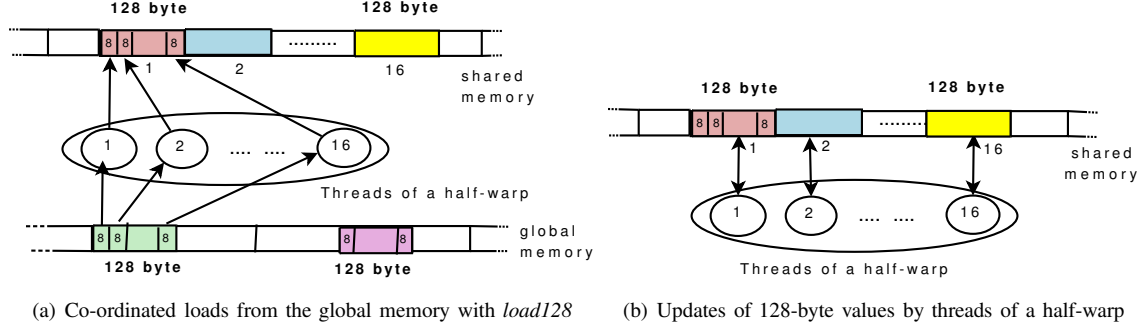 128 byte 128 byte
8 8 8 .........
1 2 16
shared
memory
1 2 .... .... 16
Threads of a half-warp
8 8 8 8 8
global
memory
128 byte 128 byte
(a) Co-ordinated loads from the global memory with load128
128 byte 128 byte
8 8 8 .........
1 2 16
shared
memory
1 2 .... .... 16
Threads of a half-warp
(b) Updates of 128-byte values by threads of a half-warp